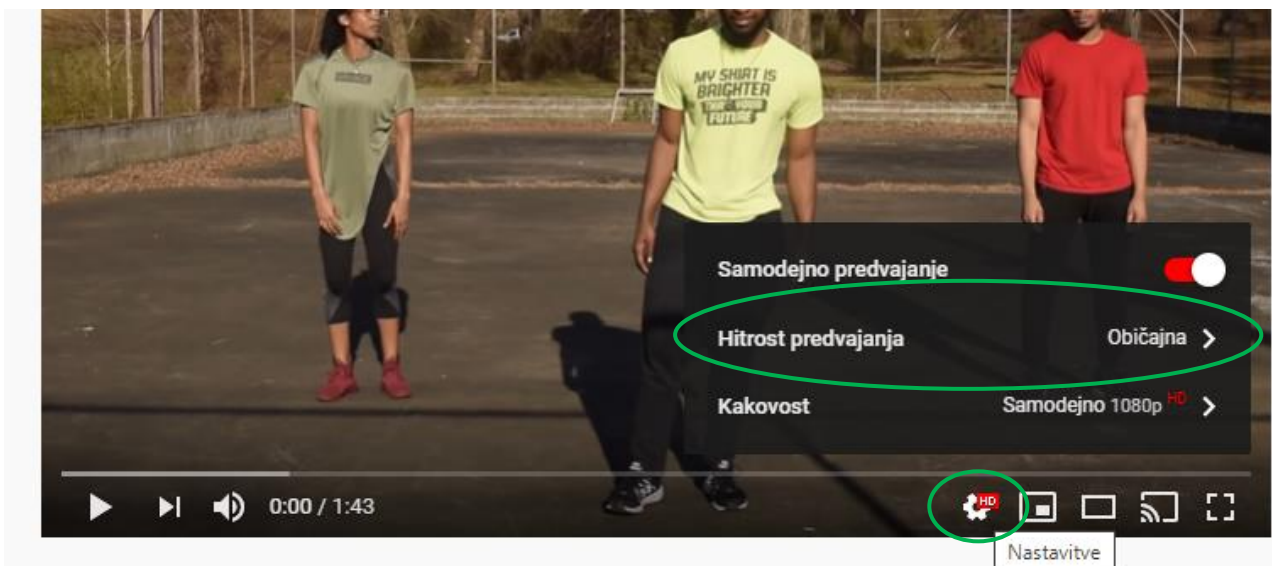 MY SHIRT IS
BRIGHTER
THAN YOUR
FUTURE
Samodejno predvajanje
Hitrost predvajanja Običajna
Kakovost Samodejno 1080p HD
0:00 / 1:43
HD
Nastavitve